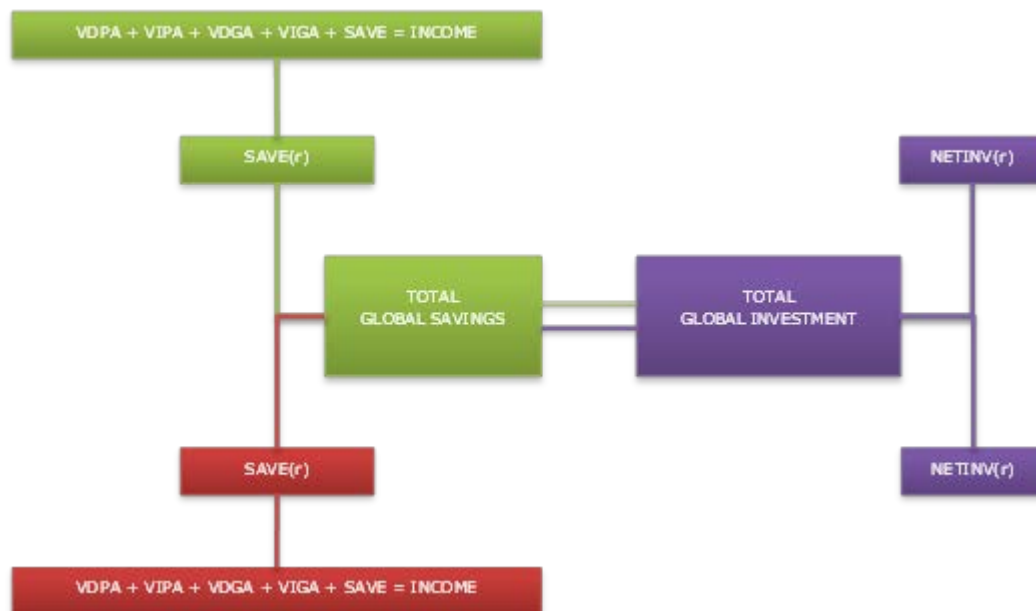 VDPA + VIPA + VDGA + VIGA + SAVE = INCOME
SAVE(r)
NETINV(r)
TOTAL
GLOBAL SAVINGS
TOTAL
GLOBAL INVESTMENT
SAVE(r)
NETINV(r)
VDPA + VIPA + VDGA + VIGA + SAVE = INCOME